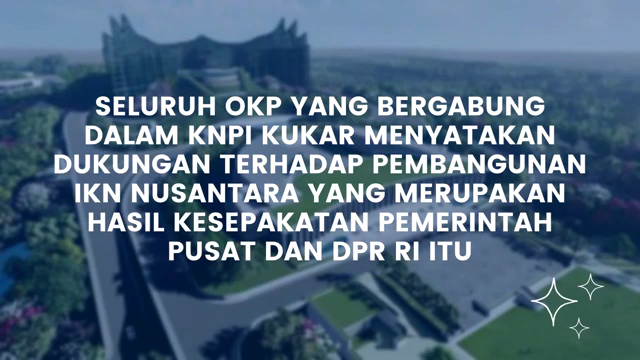 SELURUH OKP YANG BERGABUNG
DALAM KNPI KUKAR MENYATAKAN
DUKUNGAN TERHADAP PEMBANGUNAN
IKN NUSANTARA YANG MERUPAKAN
HASIL KESEPAKATAN PEMERINTAH
PUSAT DAN DPR RI ITU